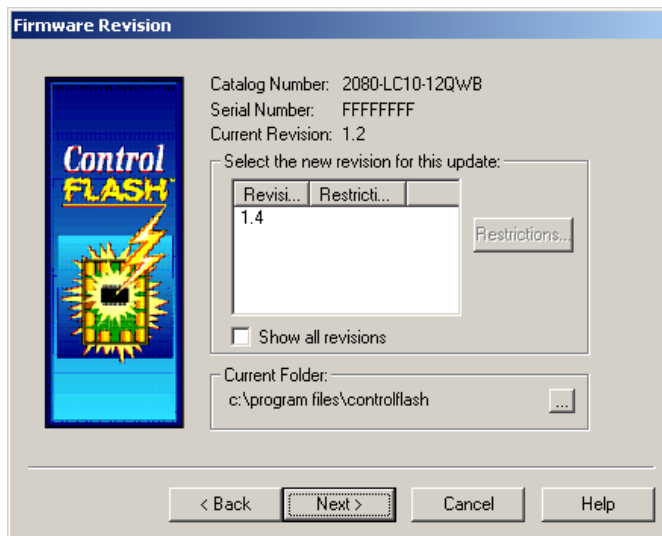 Firmware Revision
Control
FLASH™
Catalog Number: 2080-LC10-12QWB
Serial Number: FFFFFFFF
Current Revision: 1.2
Select the new revision for this update:
Revisi... Restricti...
1.4
Restrictions...
Show all revisions
Current Folder:
c:\program files\controlflash
...
< Back Next > Cancel Help